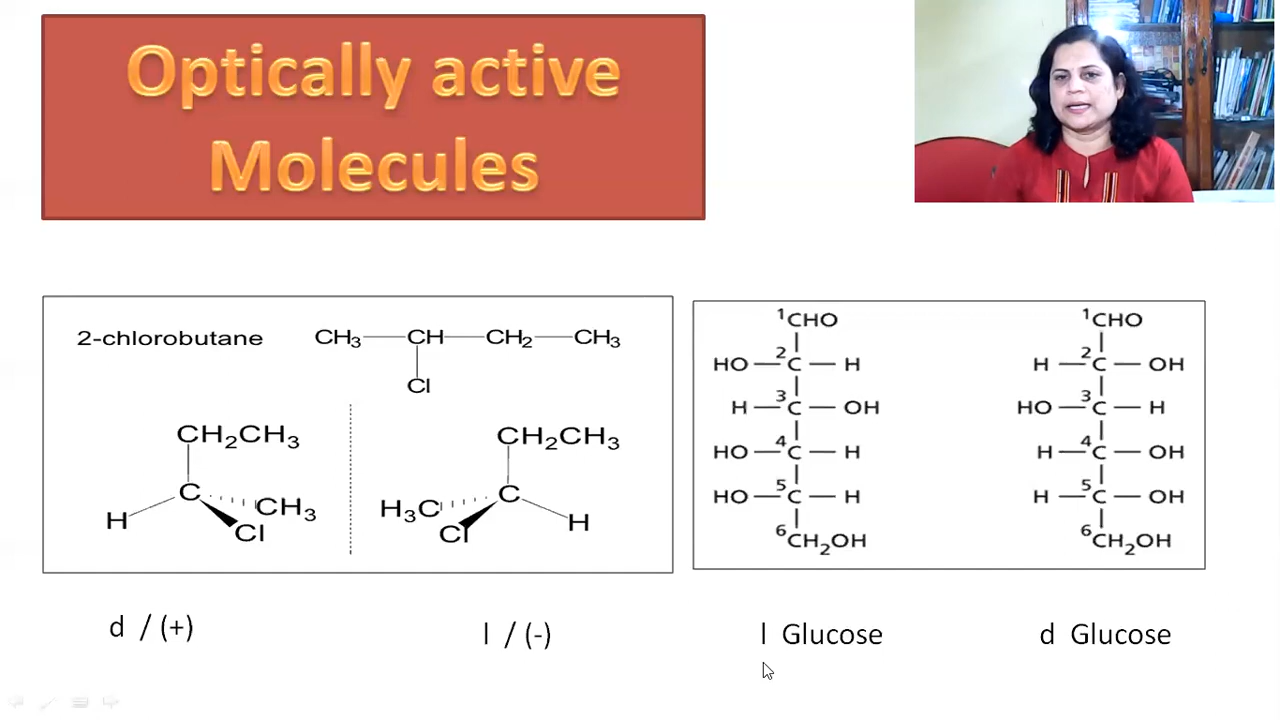 Optically active
Molecules
2-chlorobutane CH3 CH CH2 CH3
Cl
CH2CH3 CH2CH3
C CH3 H3C C
H Cl Cl H
d / (+) l / (-)
1CHO 1CHO
HO 2C H H 2C OH
H 3C OH HO 3C H
HO 4C H H 4C OH
HO 5C H H 5C OH
6CH2OH 6CH2OH
l Glucose d Glucose